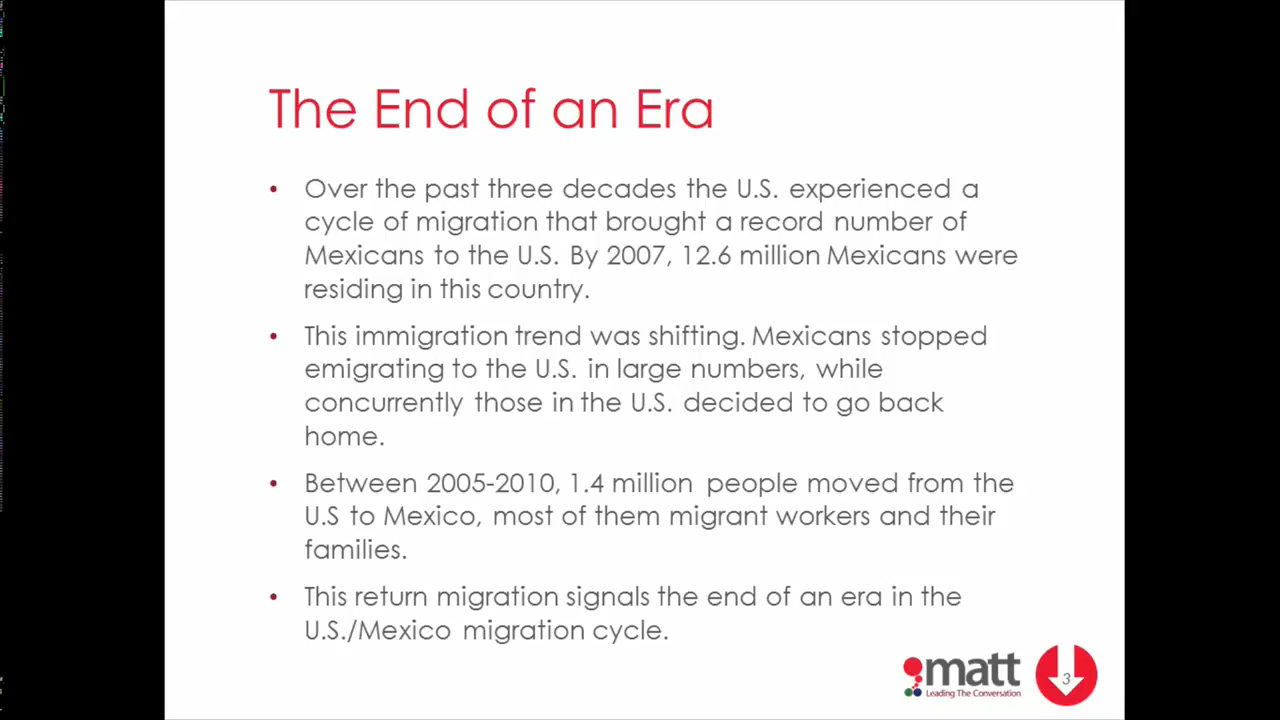 The End of an Era
• Over the past three decades the U.S. experienced a
cycle of migration that brought a record number of
Mexicans to the U.S. By 2007, 12.6 million Mexicans were
residing in this country.
• This immigration trend was shifting. Mexicans stopped
emigrating to the U.S. in large numbers, while
concurrently those in the U.S. decided to go back
home.
• Between 2005-2010, 1.4 million people moved from the
U.S to Mexico, most of them migrant workers and their
families.
• This return migration signals the end of an era in the
U.S./Mexico migration cycle.
matt
Leading The Conversation
3